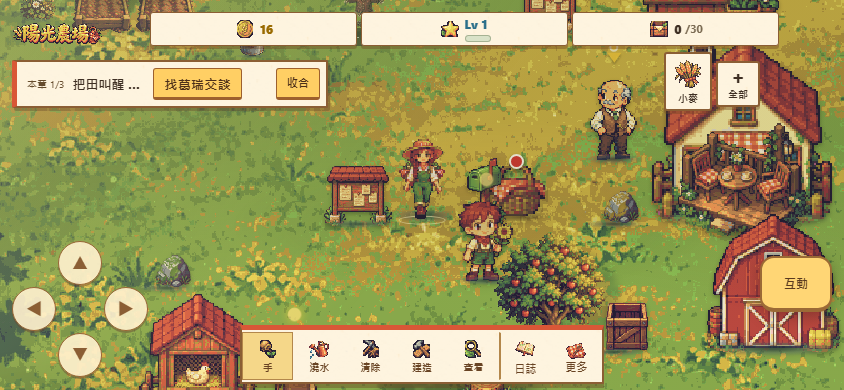 陽光農場
16
Lv 1
0 /30
本章 1/3 把田叫醒 ... 找葛瑞交談 收合
小麥
+
全部
互動
手 澆水 清除 建造 查看 日誌 更多